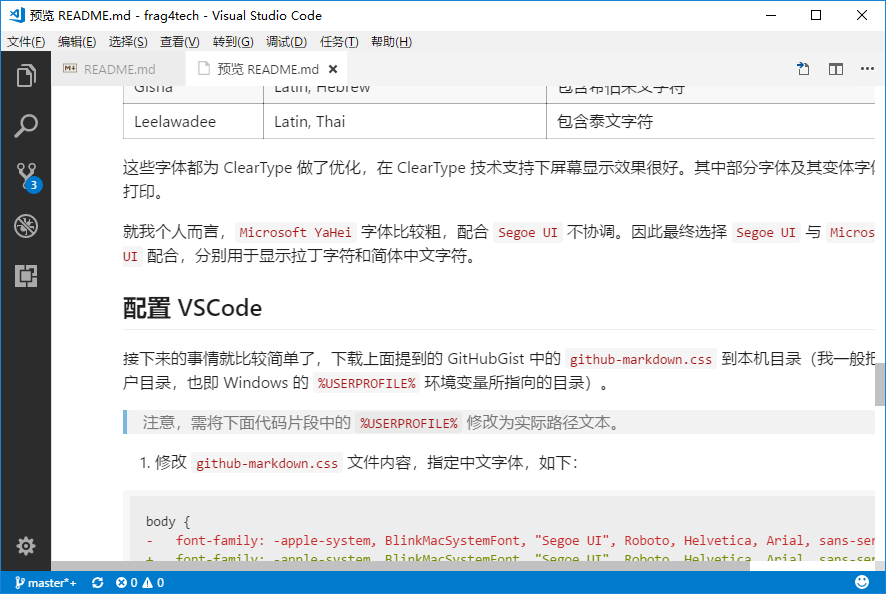 预览 README.md - frag4tech - Visual Studio Code
文件(F) 编辑(E) 选择(S) 查看(V) 转到(G) 调试(D) 任务(T) 帮助(H)
README.md 预览 README.md
Gisha Latin, Hebrew 包含希伯来文字符
Leelawadee Latin, Thai 包含泰文字符
这些字体都为 ClearType 做了优化，在 ClearType 技术支持下屏幕显示效果很好。其中部分字体及其变体字
打印。
就我个人而言， Microsoft YaHei 字体比较粗，配合 Segoe UI 不协调。因此最终选择 Segoe UI 与 Micros
UI 配合，分别用于显示拉丁字符和简体中文字符。
配置 VSCode
接下来的事情就比较简单了，下载上面提到的 GitHubGist 中的 github-markdown.css 到本机目录（我一般把
户目录，也即 Windows 的 %USERPROFILE% 环境变量所指向的目录）。
注意，需将下面代码片段中的 %USERPROFILE% 修改为实际路径文本。
1. 修改 github-markdown.css 文件内容，指定中文字体，如下：
body {
- font-family: -apple-system, BlinkMacSystemFont, "Segoe UI", Roboto, Helvetica, Arial, sans-ser
+ font-family: -apple-system, BlinkMacSystemFont, "Segoe UI", Roboto, Helvetica, Arial, sans-ser
3
master*+ 0 0